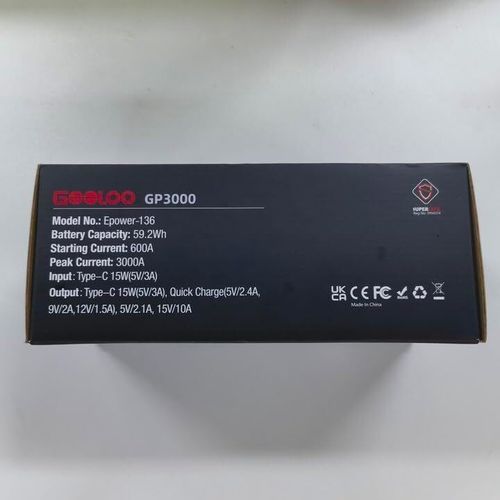 GOOLOO GP3000
Model No.: Epower-136
Battery Capacity: 59.2Wh
Starting Current: 600A
Peak Current: 3000A
Input: Type-C 15W(5V/3A)
Output: Type-C 15W(5V/3A), Quick Charge(5V/2.4A,
9V/2A,12V/1.5A), 5V/2.1A, 15V/10A
SUPERSAFE
UK
CA CE FC
Made In China